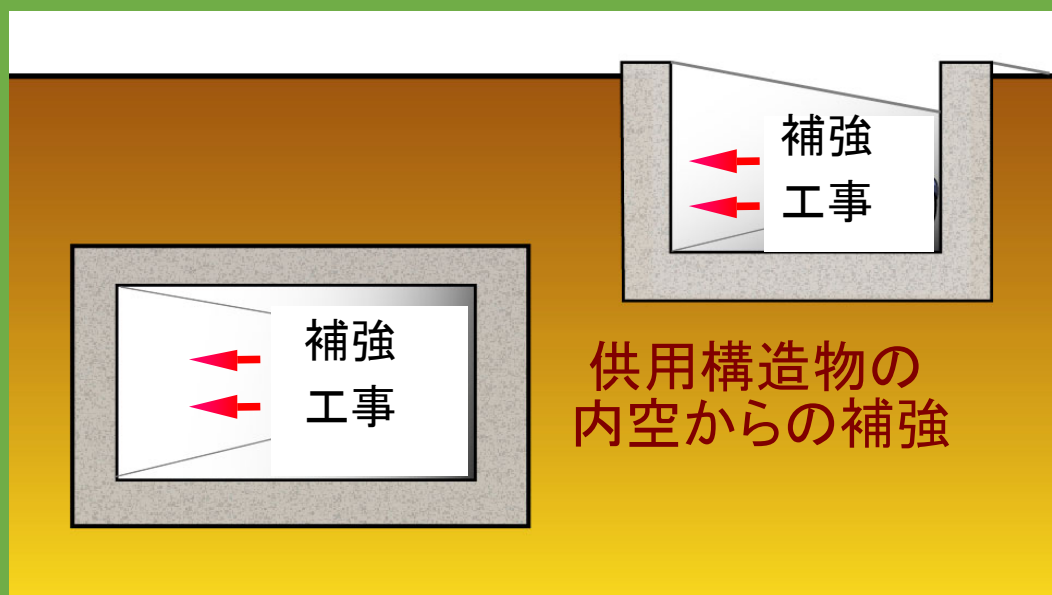 補強
工事
補強
工事
供用構造物の
内空からの補強